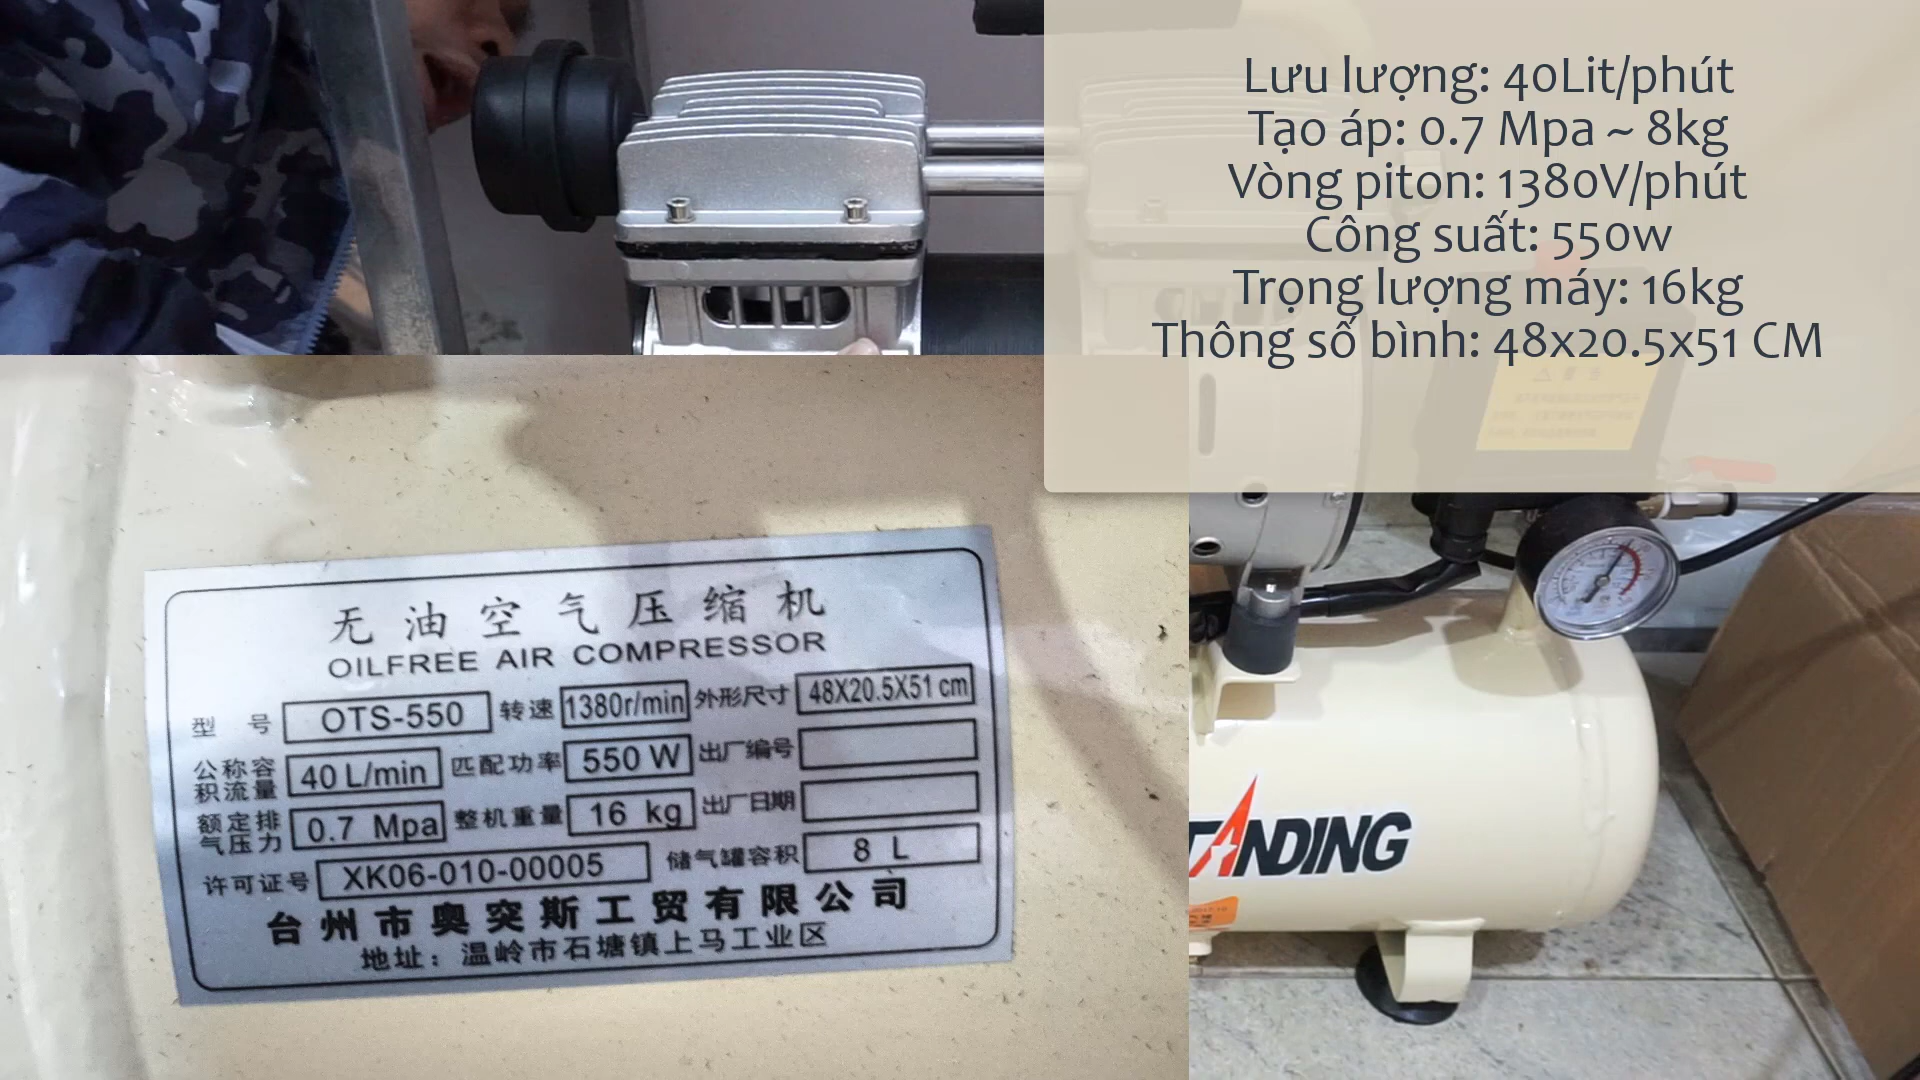 Lưu lượng: 40Lit/phút
Tạo áp: 0.7 Mpa ~ 8kg
Vòng piton: 1380V/phút
Công suất: 550w
Trọng lượng máy: 16kg
Thông số bình: 48x20.5x51 CM
无油空气压缩机
OILFREE AIR COMPRESSOR
型 号 OTS-550 转速 1380r/min 外形尺寸 48X20.5X51 cm
公称容积流量 40 L/min 匹配功率 550 W 出厂编号
额定排气压力 0.7 Mpa 整机重量 16 kg 出厂日期
许可证号 XK06-010-00005 储气罐容积 8 L
台州市奥突斯工贸有限公司
地址：温岭市石塘镇上马工业区
TANDING